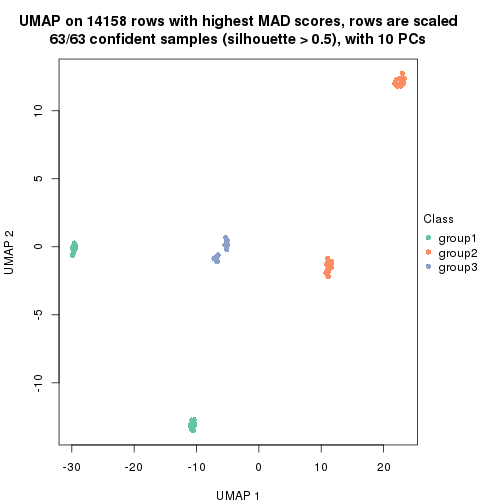 UMAP on 14158 rows with highest MAD scores, rows are scaled
63/63 confident samples (silhouette > 0.5), with 10 PCs
10
5
0
-5
-10
UMAP 2
Class
group1
group2
group3
-30
-20
-10
0
10
20
UMAP 1